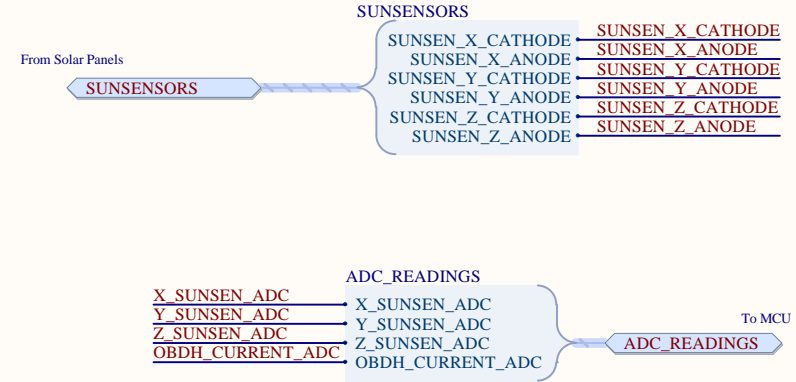 SUNSENSORS
SUNSEN_X_CATHODE SUNSEN_X_CATHODE
From Solar Panels SUNSEN_X_ANODE SUNSEN_X_ANODE
SUNSEN_Y_CATHODE SUNSEN_Y_CATHODE
SUNSENSORS SUNSEN_Y_ANODE SUNSEN_Y_ANODE
SUNSEN_Z_CATHODE SUNSEN_Z_CATHODE
SUNSEN_Z_ANODE SUNSEN_Z_ANODE
ADC_READINGS
X_SUNSEN_ADC X_SUNSEN_ADC
Y_SUNSEN_ADC Y_SUNSEN_ADC To MCU
Z_SUNSEN_ADC Z_SUNSEN_ADC ADC_READINGS
OBDH_CURRENT_ADC OBDH_CURRENT_ADC